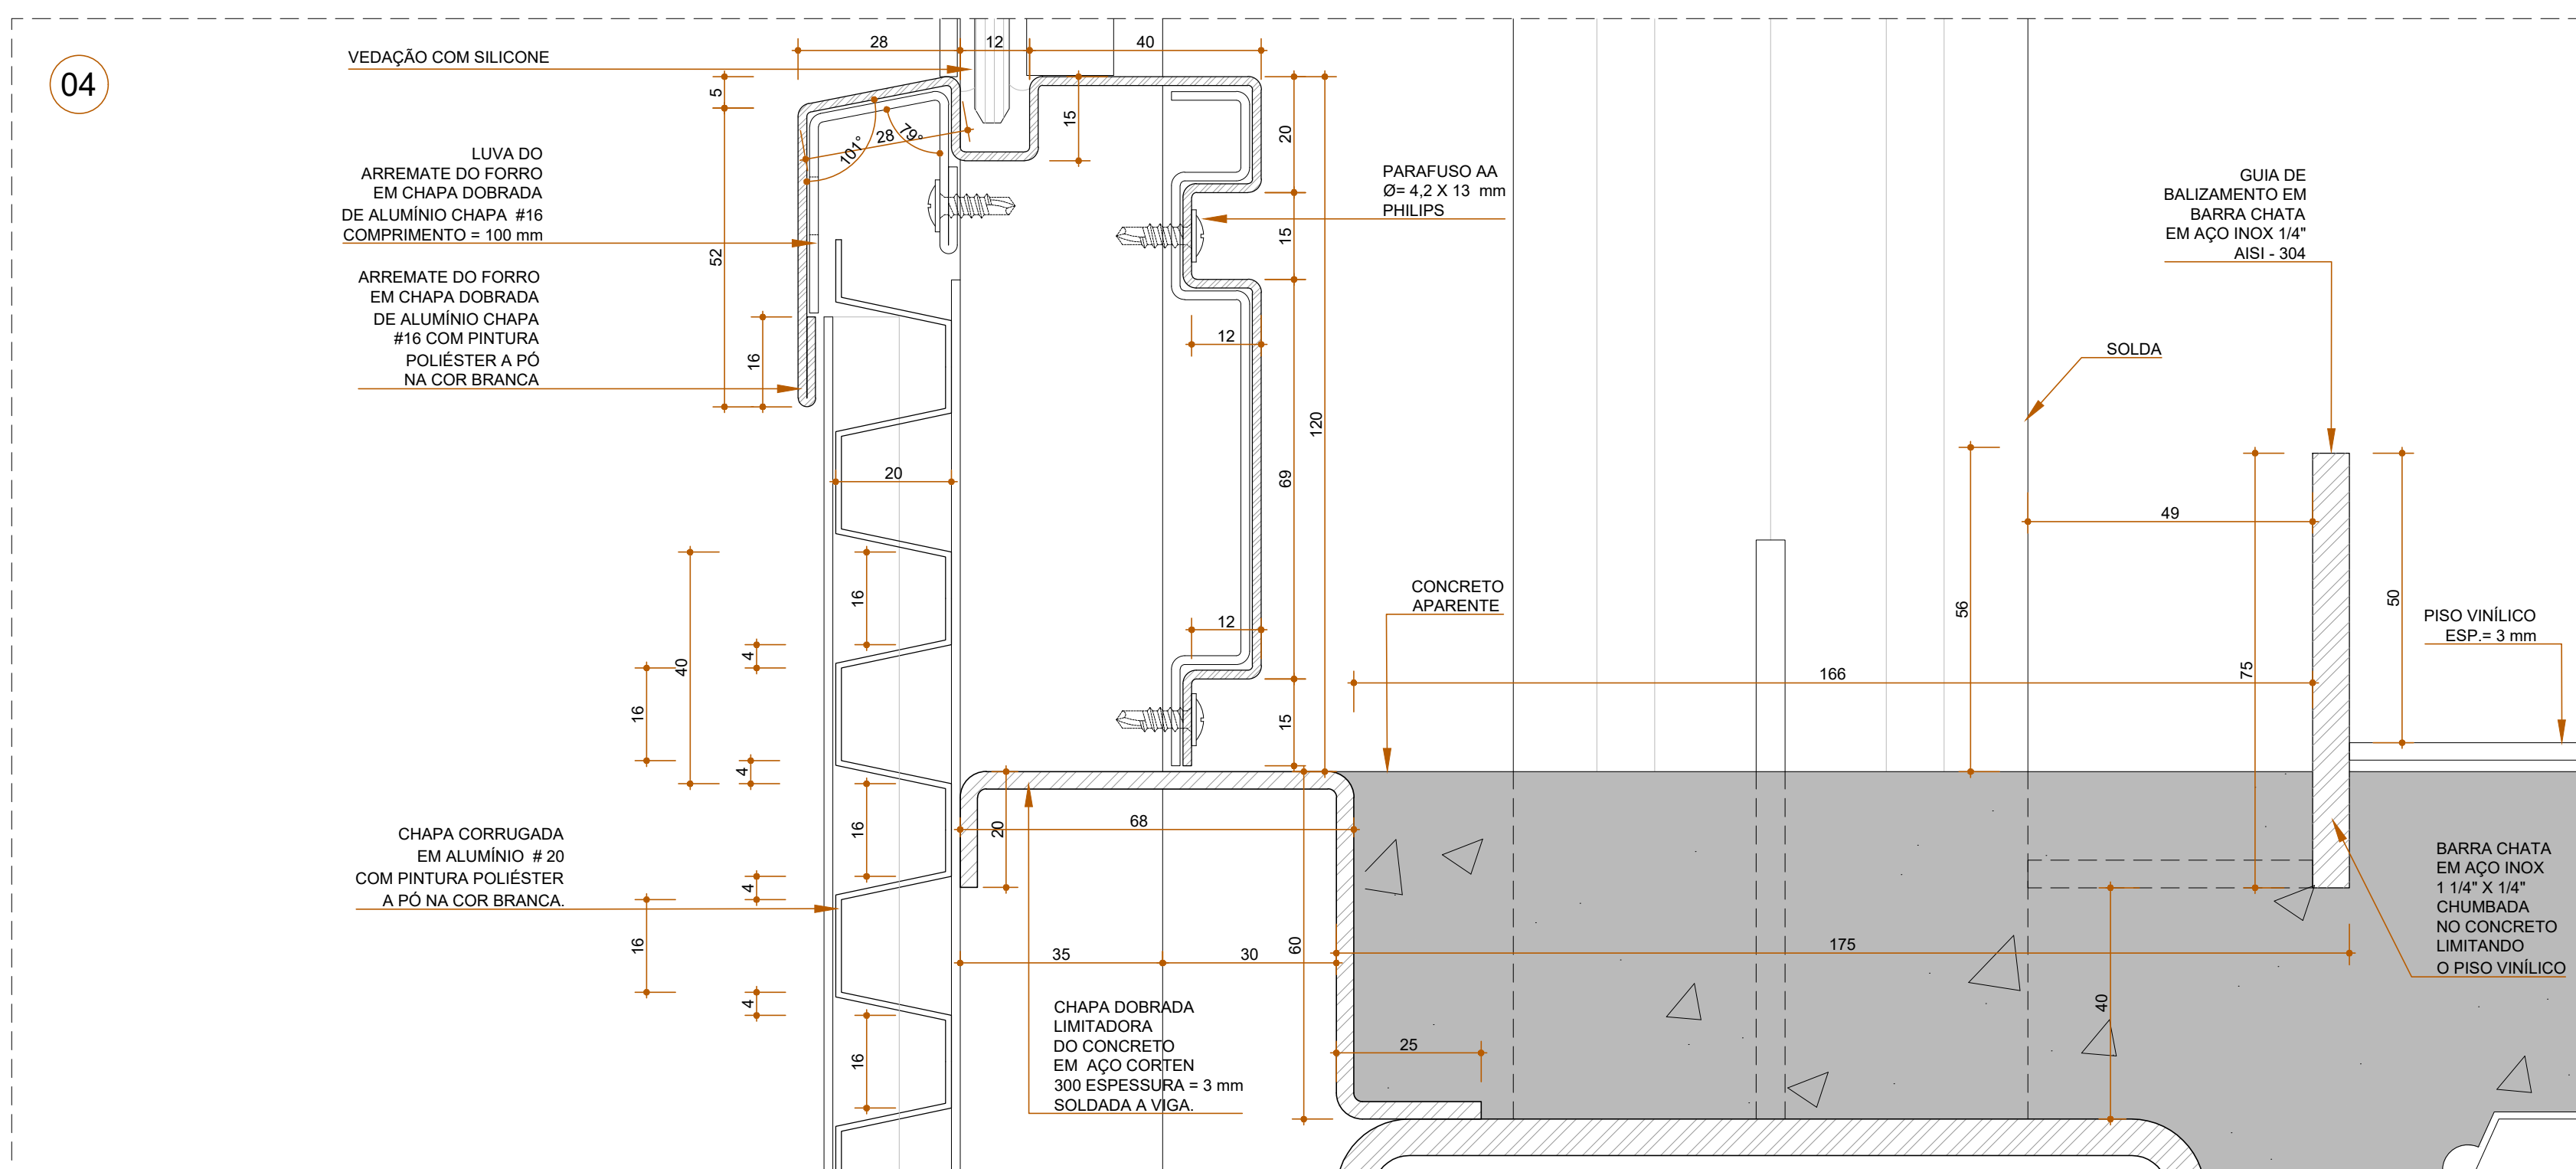 04
VEDAÇÃO COM SILICONE
LUVA DO
ARREMATE DO FORRO
EM CHAPA DOBRADA
DE ALUMÍNIO CHAPA #16
COMPRIMENTO = 100 mm
ARREMATE DO FORRO
EM CHAPA DOBRADA
DE ALUMÍNIO CHAPA
#16 COM PINTURA
POLIÉSTER A PÓ
NA COR BRANCA
CHAPA CORRUGADA
EM ALUMÍNIO # 20
COM PINTURA POLIÉSTER
A PÓ NA COR BRANCA.
28
12
40
5
52
16
15
101°
28
79°
20
40
16
4
16
4
16
4
16
4
16
20
15
69
15
120
12
12
PARAFUSO AA
Ø= 4,2 X 13 mm
PHILIPS
CONCRETO
APARENTE
20
68
35
30
60
25
CHAPA DOBRADA
LIMITADORA
DO CONCRETO
EM AÇO CORTEN
300 ESPESSURA = 3 mm
SOLDADA A VIGA.
GUIA DE
BALIZAMENTO EM
BARRA CHATA
EM AÇO INOX 1/4"
AISI - 304
SOLDA
56
49
166
75
50
175
40
PISO VINÍLICO
ESP.= 3 mm
BARRA CHATA
EM AÇO INOX
1 1/4" X 1/4"
CHUMBADA
NO CONCRETO
LIMITANDO
O PISO VINÍLICO